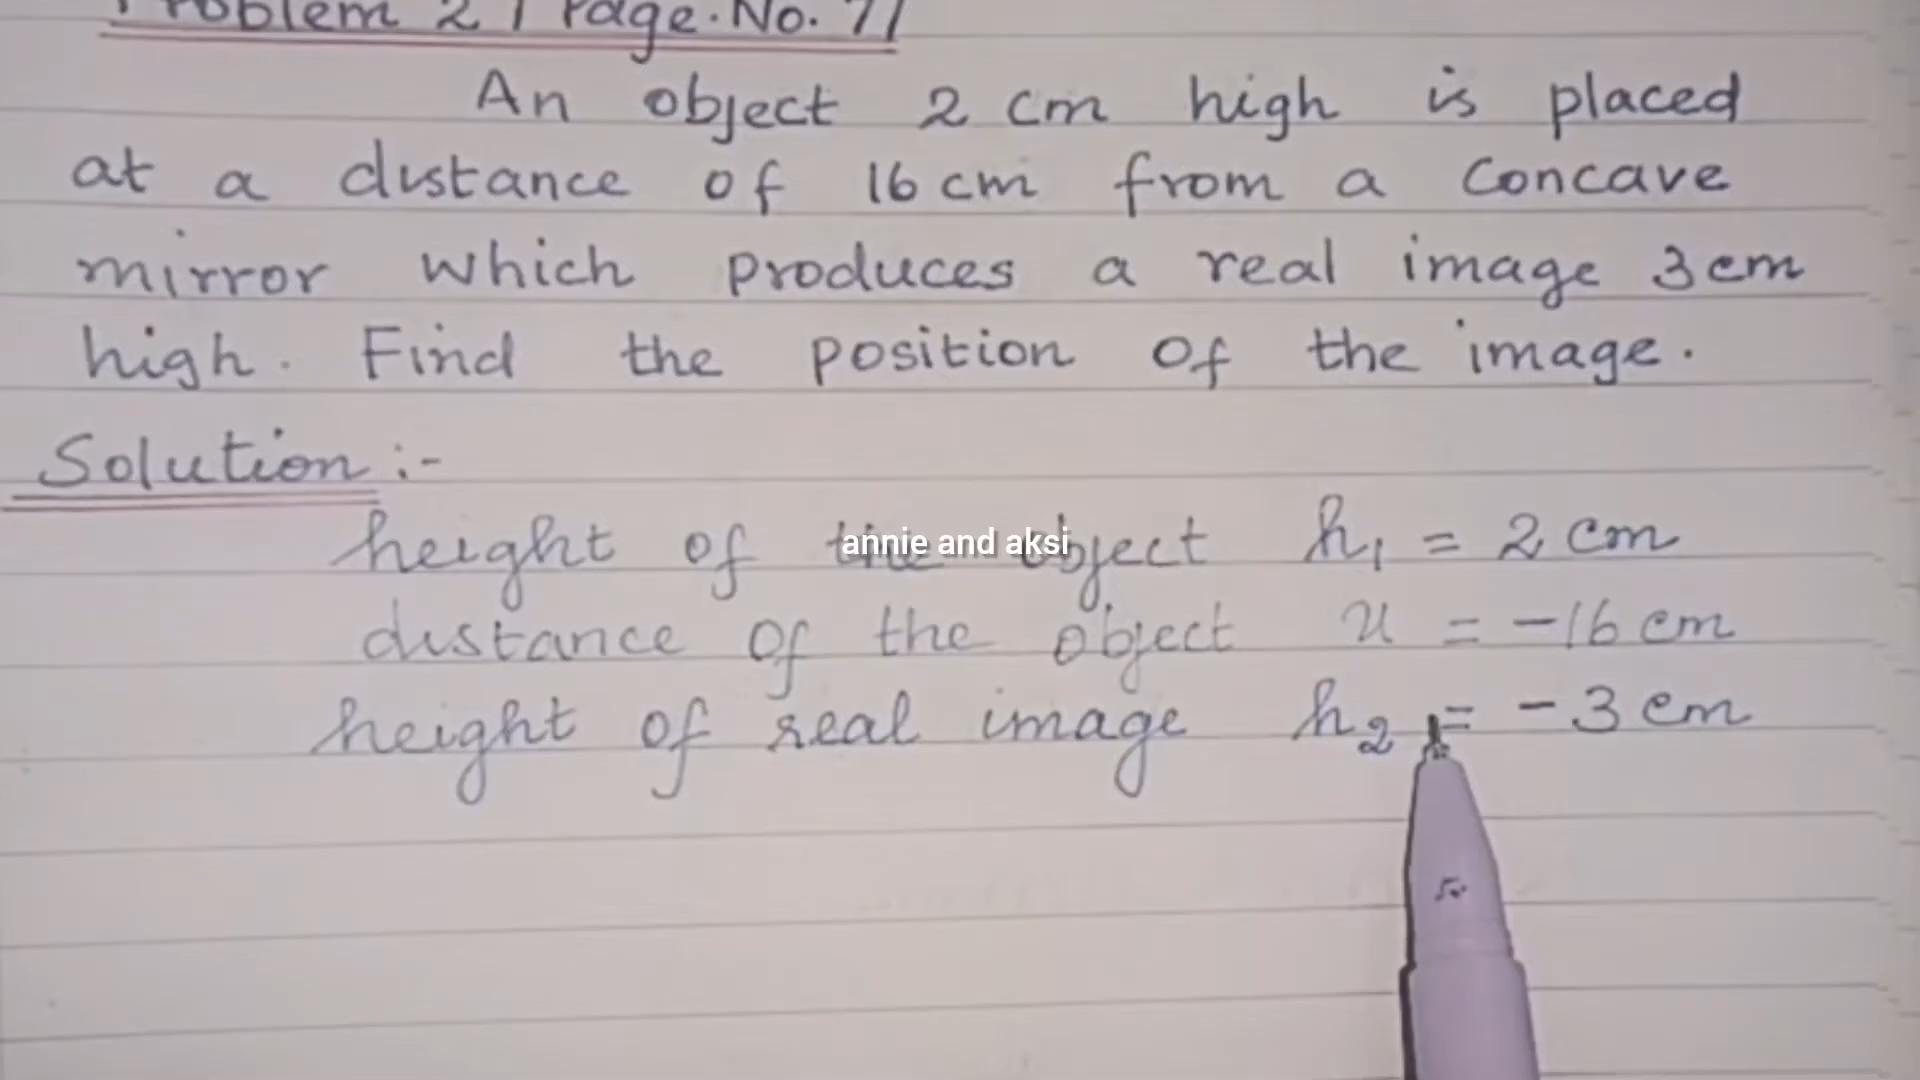 Problem 2 / Page.No. 71
An object 2 cm high is placed
at a distance of 16 cm from a concave
mirror which produces a real image 3 cm
high. Find the position of the image.
Solution :-
height of the object h₁ = 2 cm
annie and aksi
distance of the object u = -16 cm
height of real image h₂ = -3 cm